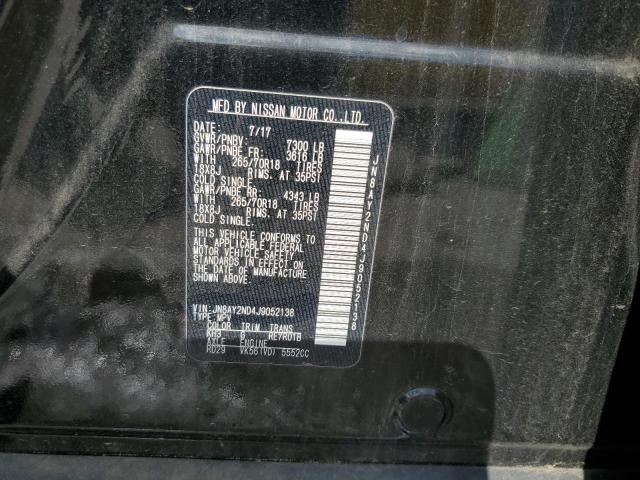 MFD BY NISSAN MOTOR CO.,LTD.
DATE: 7/17
GVWR/PNBV: 7300 LB
GAWR/PNBE FR: 3616 LB
WITH 265/70R18 TIRES
18X8J RIMS, AT 35PSI
COLD SINGLE
GAWR/PNBE RR: 4343 LB
WITH 265/70R18 TIRES
18X8J RIMS, AT 35PSI
COLD SINGLE
THIS VEHICLE CONFORMS TO
ALL APPLICABLE FEDERAL
MOTOR VEHICLE SAFETY
STANDARDS IN EFFECT ON
THE DATE OF MANUFACTURE
SHOWN ABOVE.
VIN: JN8AY2ND4J9052138
TYPE: MPV
COLOR TRIM TRANS
KH3 G RE7R01B
AXLE ENGINE
RD29 VK56(VD) 5552CC
JN8AY2ND4J9052138